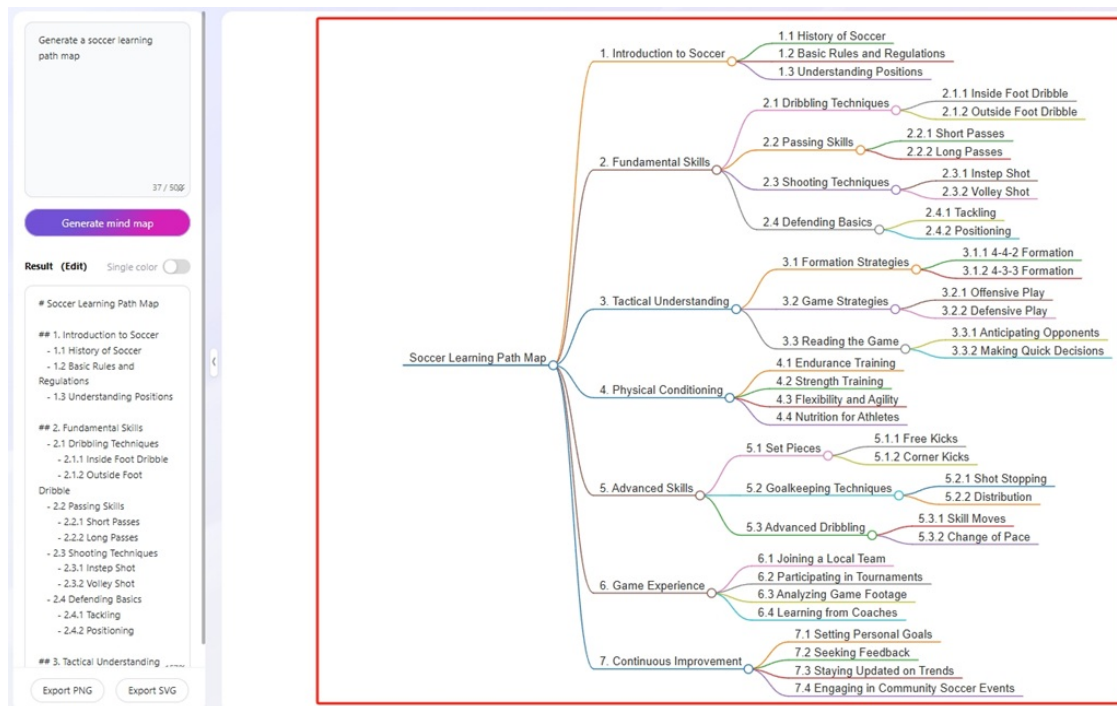 Generate a soccer learning
path map
37 / 500
Generate mind map
Result (Edit) Single color
# Soccer Learning Path Map
## 1. Introduction to Soccer
- 1.1 History of Soccer
- 1.2 Basic Rules and
Regulations
- 1.3 Understanding Positions
## 2. Fundamental Skills
- 2.1 Dribbling Techniques
- 2.1.1 Inside Foot Dribble
- 2.1.2 Outside Foot
Dribble
- 2.2 Passing Skills
- 2.2.1 Short Passes
- 2.2.2 Long Passes
- 2.3 Shooting Techniques
- 2.3.1 Instep Shot
- 2.3.2 Volley Shot
- 2.4 Defending Basics
- 2.4.1 Tackling
- 2.4.2 Positioning
## 3. Tactical Understanding
Export PNG
Export SVG
Soccer Learning Path Map
1. Introduction to Soccer
1.1 History of Soccer
1.2 Basic Rules and Regulations
1.3 Understanding Positions
2. Fundamental Skills
2.1 Dribbling Techniques
2.1.1 Inside Foot Dribble
2.1.2 Outside Foot Dribble
2.2 Passing Skills
2.2.1 Short Passes
2.2.2 Long Passes
2.3 Shooting Techniques
2.3.1 Instep Shot
2.3.2 Volley Shot
2.4 Defending Basics
2.4.1 Tackling
2.4.2 Positioning
3. Tactical Understanding
3.1 Formation Strategies
3.1.1 4-4-2 Formation
3.1.2 4-3-3 Formation
3.2 Game Strategies
3.2.1 Offensive Play
3.2.2 Defensive Play
3.3 Reading the Game
3.3.1 Anticipating Opponents
3.3.2 Making Quick Decisions
4. Physical Conditioning
4.1 Endurance Training
4.2 Strength Training
4.3 Flexibility and Agility
4.4 Nutrition for Athletes
5. Advanced Skills
5.1 Set Pieces
5.1.1 Free Kicks
5.1.2 Corner Kicks
5.2 Goalkeeping Techniques
5.2.1 Shot Stopping
5.2.2 Distribution
5.3 Advanced Dribbling
5.3.1 Skill Moves
5.3.2 Change of Pace
6. Game Experience
6.1 Joining a Local Team
6.2 Participating in Tournaments
6.3 Analyzing Game Footage
6.4 Learning from Coaches
7. Continuous Improvement
7.1 Setting Personal Goals
7.2 Seeking Feedback
7.3 Staying Updated on Trends
7.4 Engaging in Community Soccer Events